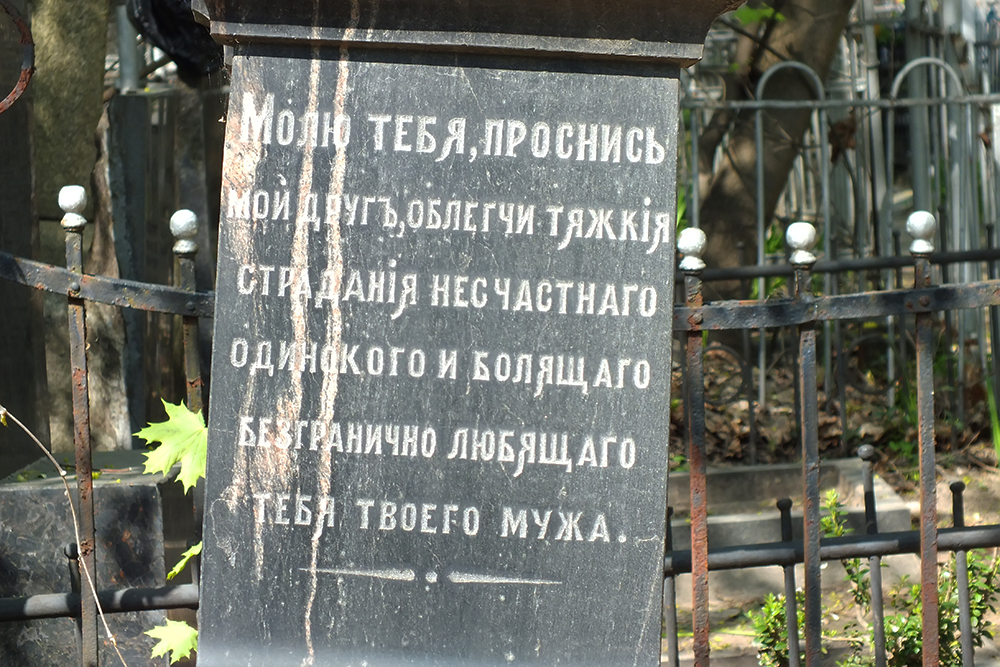 Молю тебя, проснись
мой другъ, облегчи тяжкія
страданія несчастнаго
одинокого и болящаго
безгранично любящаго
тебя твоего мужа.